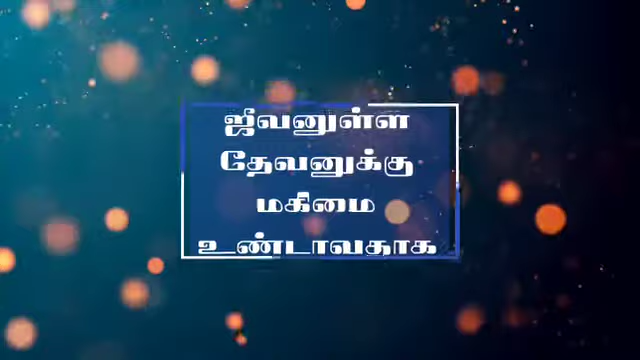 ஜீவனுள்ள
தேவனுக்கு
மகிமை
உண்டாவதாக